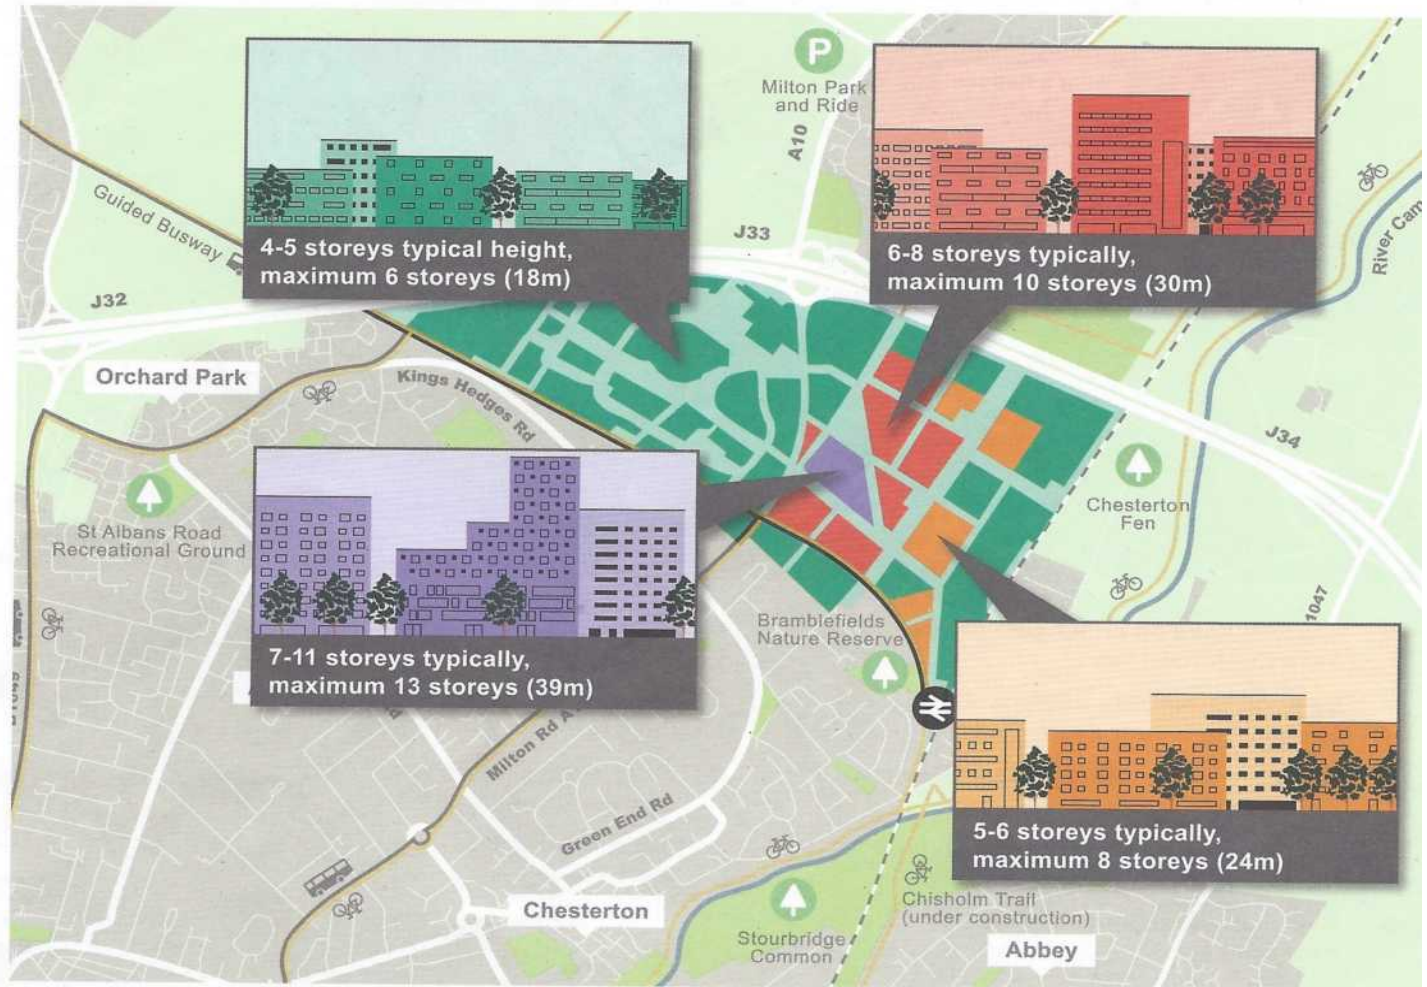 P
Milton Park
and Ride
A10
Guided Busway
4-5 storeys typical height,
maximum 6 storeys (18m)
J33
6-8 storeys typically,
maximum 10 storeys (30m)
River Cam
J32
Orchard Park
Kings Hedges Rd
J34
St Albans Road
Recreational Ground
Chesterton
Fen
7-11 storeys typically,
maximum 13 storeys (39m)
Bramblefields
Nature Reserve
1047
Milton Rd
Green End Rd
5-6 storeys typically,
maximum 8 storeys (24m)
Chesterton
Chisholm Trail
(under construction)
Stourbridge
Common
Abbey